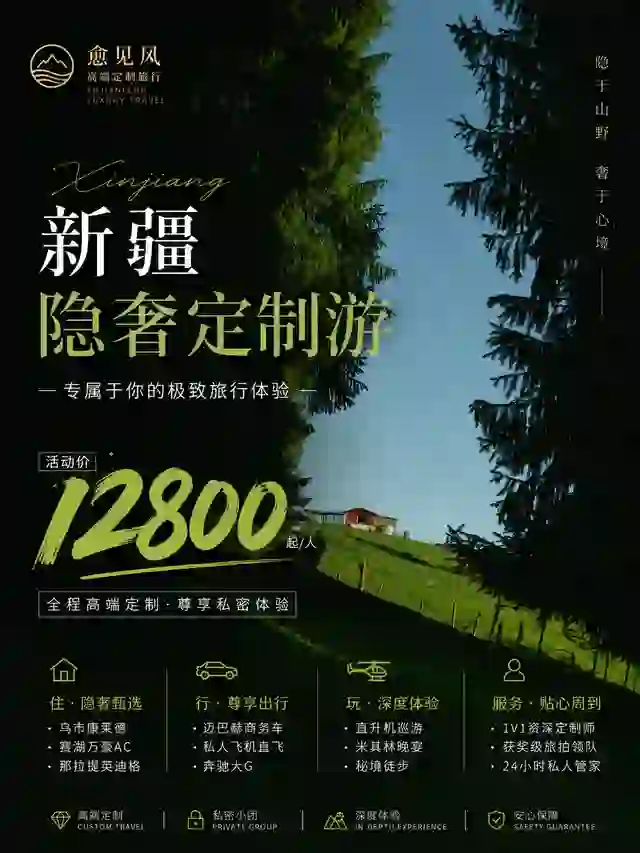 愈见风
高端定制旅行
LUXURY TRAVEL
隐于山野 奢于心境
Xinjiang
新疆
隐奢定制游
专属于你的极致旅行体验
活动价
12800
起/人
全程高端定制·尊享私密体验
住·隐奢甄选
· 乌市康莱德
· 赛湖万豪AC
· 那拉提英迪格
行·尊享出行
· 迈巴赫商务车
· 私人飞机直飞
· 奔驰大G
玩·深度体验
· 直升机巡游
· 米其林晚宴
· 秘境徒步
服务·贴心周到
· 1V1资深定制师
· 获奖级旅拍领队
· 24小时私人管家
高端定制
CUSTOM TRAVEL
私密小团
PRIVATE GROUP
深度体验
IN-DEPTH EXPERIENCE
安心保障
SAFETY GUARANTEE